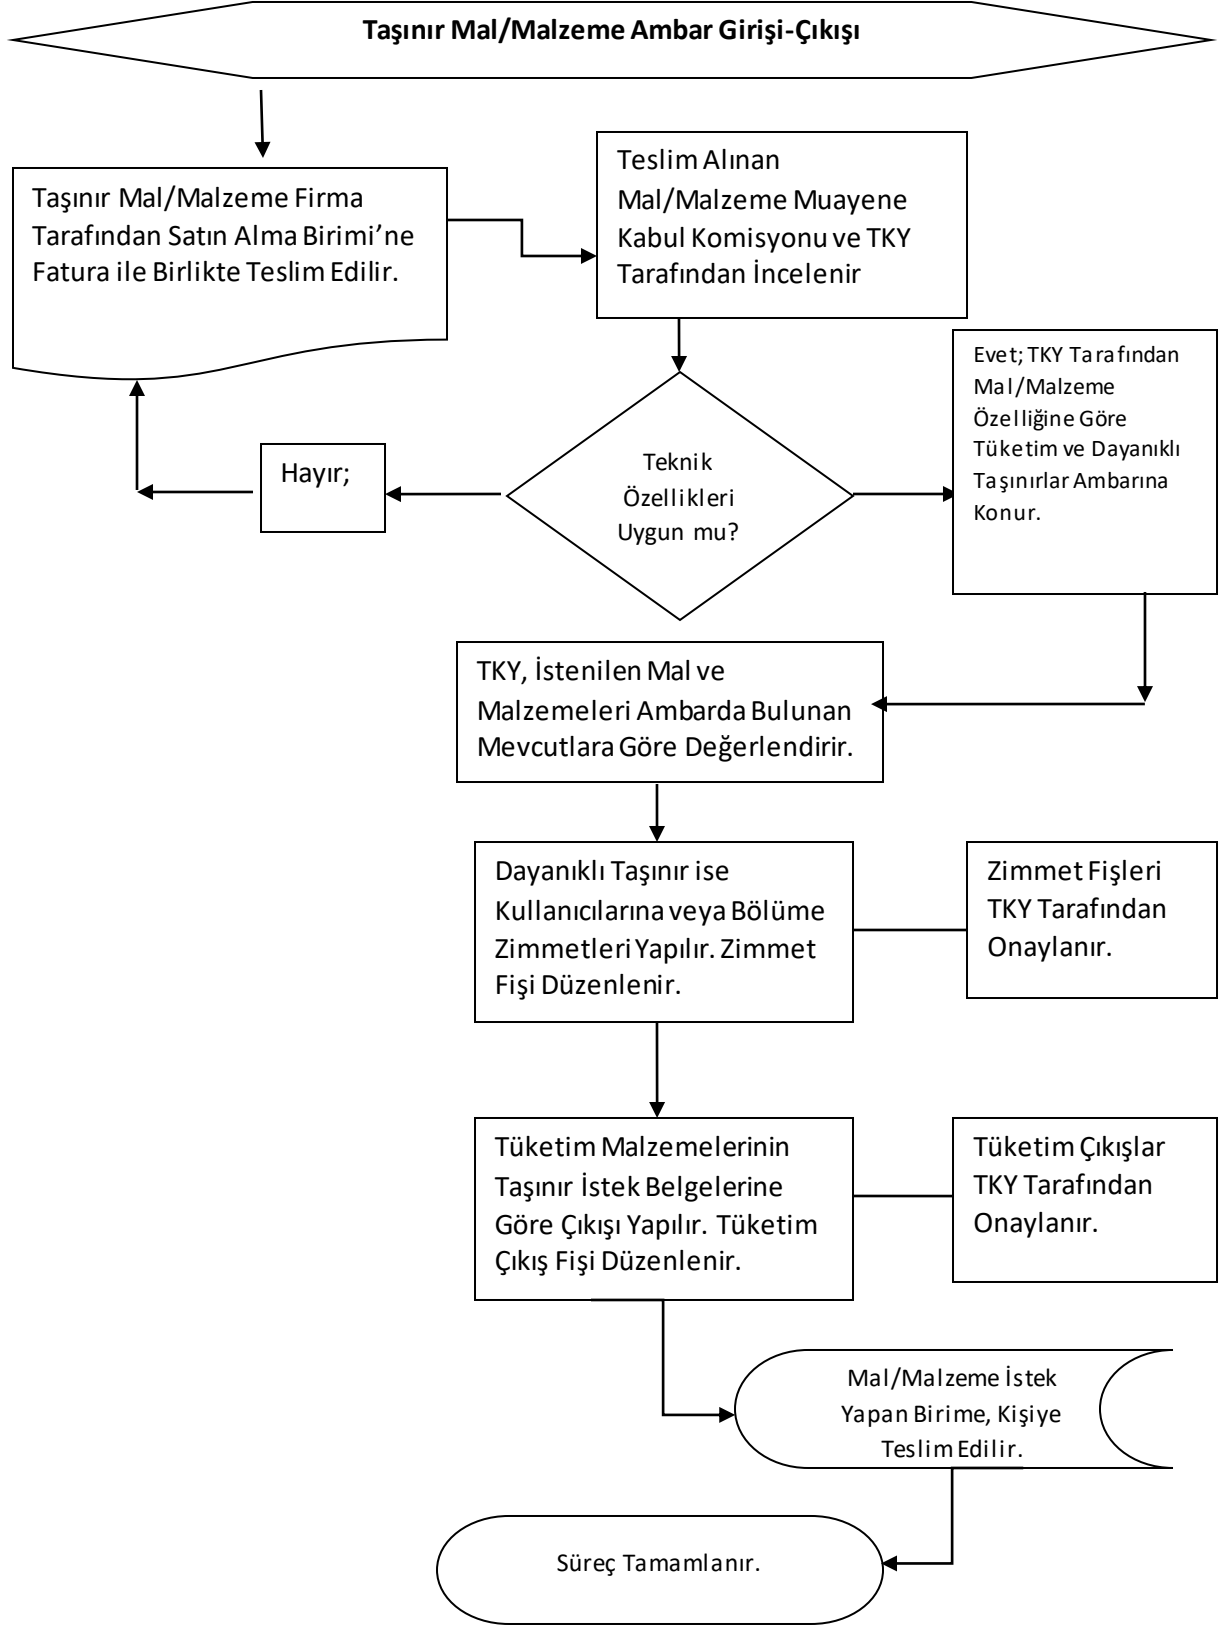 Taşınır Mal/Malzeme Ambar Girişi-Çıkışı
Taşınır Mal/Malzeme Firma
Tarafından Satın Alma Birimi’ne
Fatura ile Birlikte Teslim Edilir.
Teslim Alınan
Mal/Malzeme Muayene
Kabul Komisyonu ve TKY
Tarafından İncelenir
Teknik
Özellikleri
Uygun mu?
Hayır;
Evet; TKY Tarafından
Mal/Malzeme
Özelliğine Göre
Tüketim ve Dayanıklı
Taşınırlar Ambarına
Konur.
TKY, İstenilen Mal ve
Malzemeleri Ambarda Bulunan
Mevcutlara Göre Değerlendirir.
Dayanıklı Taşınır ise
Kullanıcılarına veya Bölüme
Zimmetleri Yapılır. Zimmet
Fişi Düzenlenir.
Zimmet Fişleri
TKY Tarafından
Onaylanır.
Tüketim Malzemelerinin
Taşınır İstek Belgelerine
Göre Çıkışı Yapılır. Tüketim
Çıkış Fişi Düzenlenir.
Tüketim Çıkışlar
TKY Tarafından
Onaylanır.
Mal/Malzeme İstek
Yapan Birime, Kişiye
Teslim Edilir.
Süreç Tamamlanır.